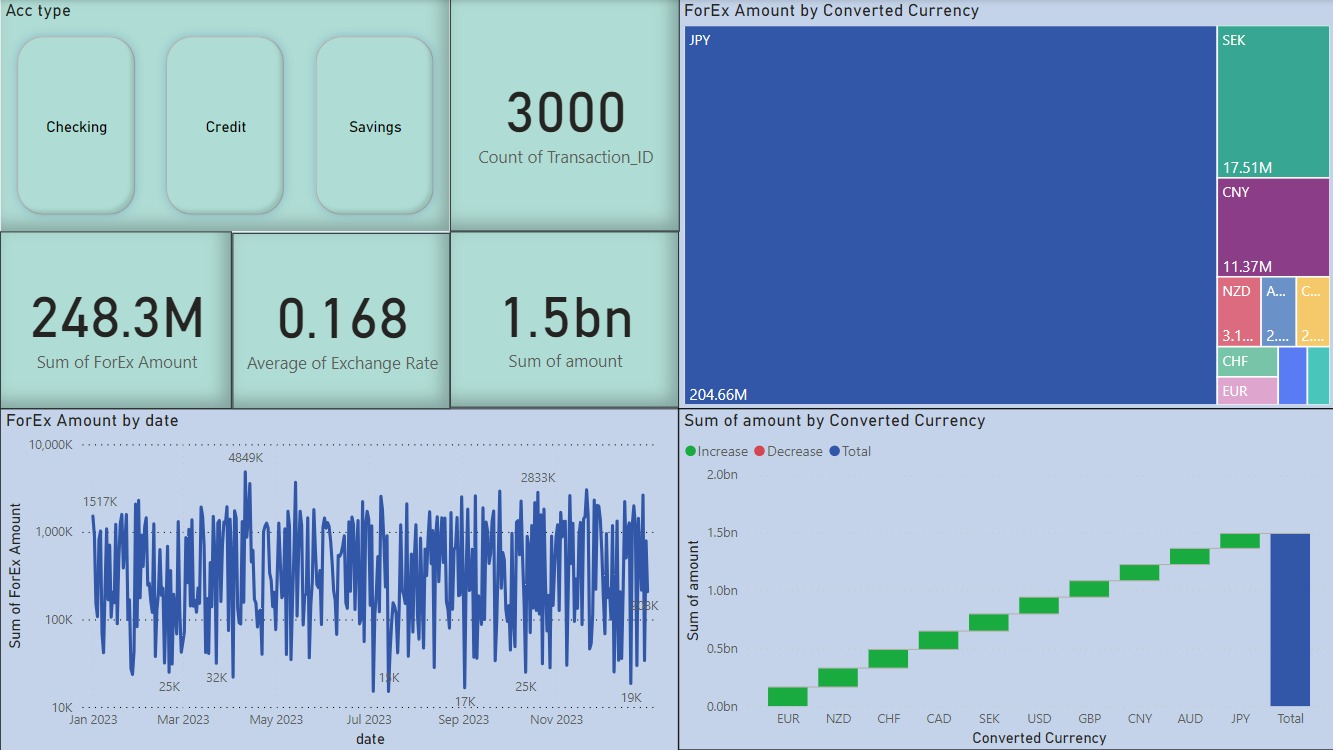 Acc type
Checking
Credit
Savings
3000
Count of Transaction_ID
248.3M
Sum of ForEx Amount
0.168
Average of Exchange Rate
1.5bn
Sum of amount
ForEx Amount by Converted Currency
JPY
204.66M
SEK
17.51M
CNY
11.37M
NZD
3.1...
A...
2....
C...
2....
CHF
EUR
ForEx Amount by date
Sum of ForEx Amount
10,000K
1,000K
100K
10K
1517K
4849K
2833K
208K
25K
32K
15K
17K
25K
19K
Jan 2023 Mar 2023 May 2023 Jul 2023 Sep 2023 Nov 2023
date
Sum of amount by Converted Currency
Increase Decrease Total
Sum of amount
2.0bn
1.5bn
1.0bn
0.5bn
0.0bn
EUR NZD CHF CAD SEK USD GBP CNY AUD JPY Total
Converted Currency